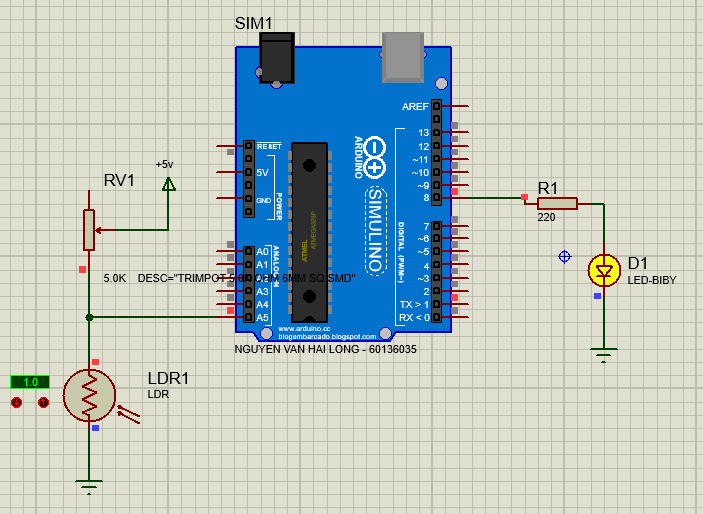 SIM1
AREF
13
12
~11
~10
~9
8
RESET
5V
GND
POWER
ARDUINO
SIMULINO
ATMEL
ATMEGA328P
DIGITAL (PWM~)
7
~6
~5
4
~3
2
TX > 1
RX < 0
ANALOG IN
A0
A1
A3
A4
A5
www.arduino.cc
blogembarcado.blogspot.com
NGUYEN VAN HAI LONG - 60136035
+5v
RV1
5.0K DESC="TRIMPOT 5.0K OHM 6MM SQ SMD"
1.0
LDR1
LDR
R1
220
D1
LED-BIBY